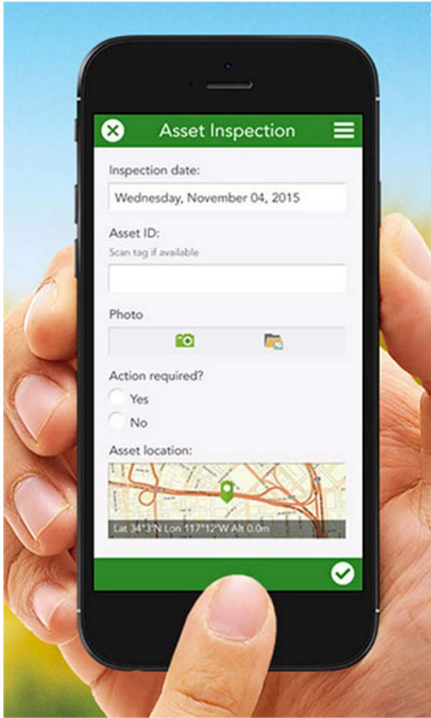 Asset Inspection
Inspection date:
Wednesday, November 04, 2015
Asset ID:
Scan tag if available
Photo
Action required?
Yes
No
Asset location:
Lat 34°3'N Lon 117°12'W Alt 0.0m